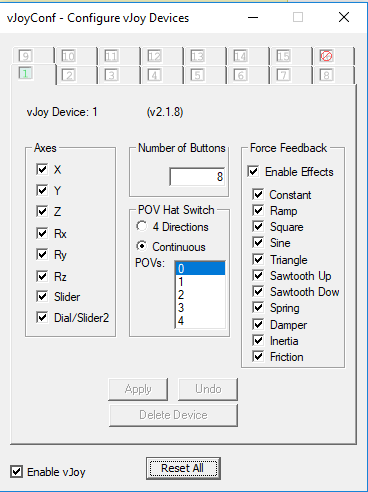 vJoyConf - Configure vJoy Devices
9 10 11 12 13 14 15
1 2 3 4 5 6 7 8
vJoy Device: 1 (v2.1.8)
Axes
X
Y
Z
Rx
Ry
Rz
Slider
Dial/Slider2
Number of Buttons
8
POV Hat Switch
4 Directions
Continuous
POVs:
0
1
2
3
4
Force Feedback
Enable Effects
Constant
Ramp
Square
Sine
Triangle
Sawtooth Up
Sawtooth Dow
Spring
Damper
Inertia
Friction
Apply
Undo
Delete Device
Enable vJoy
Reset All